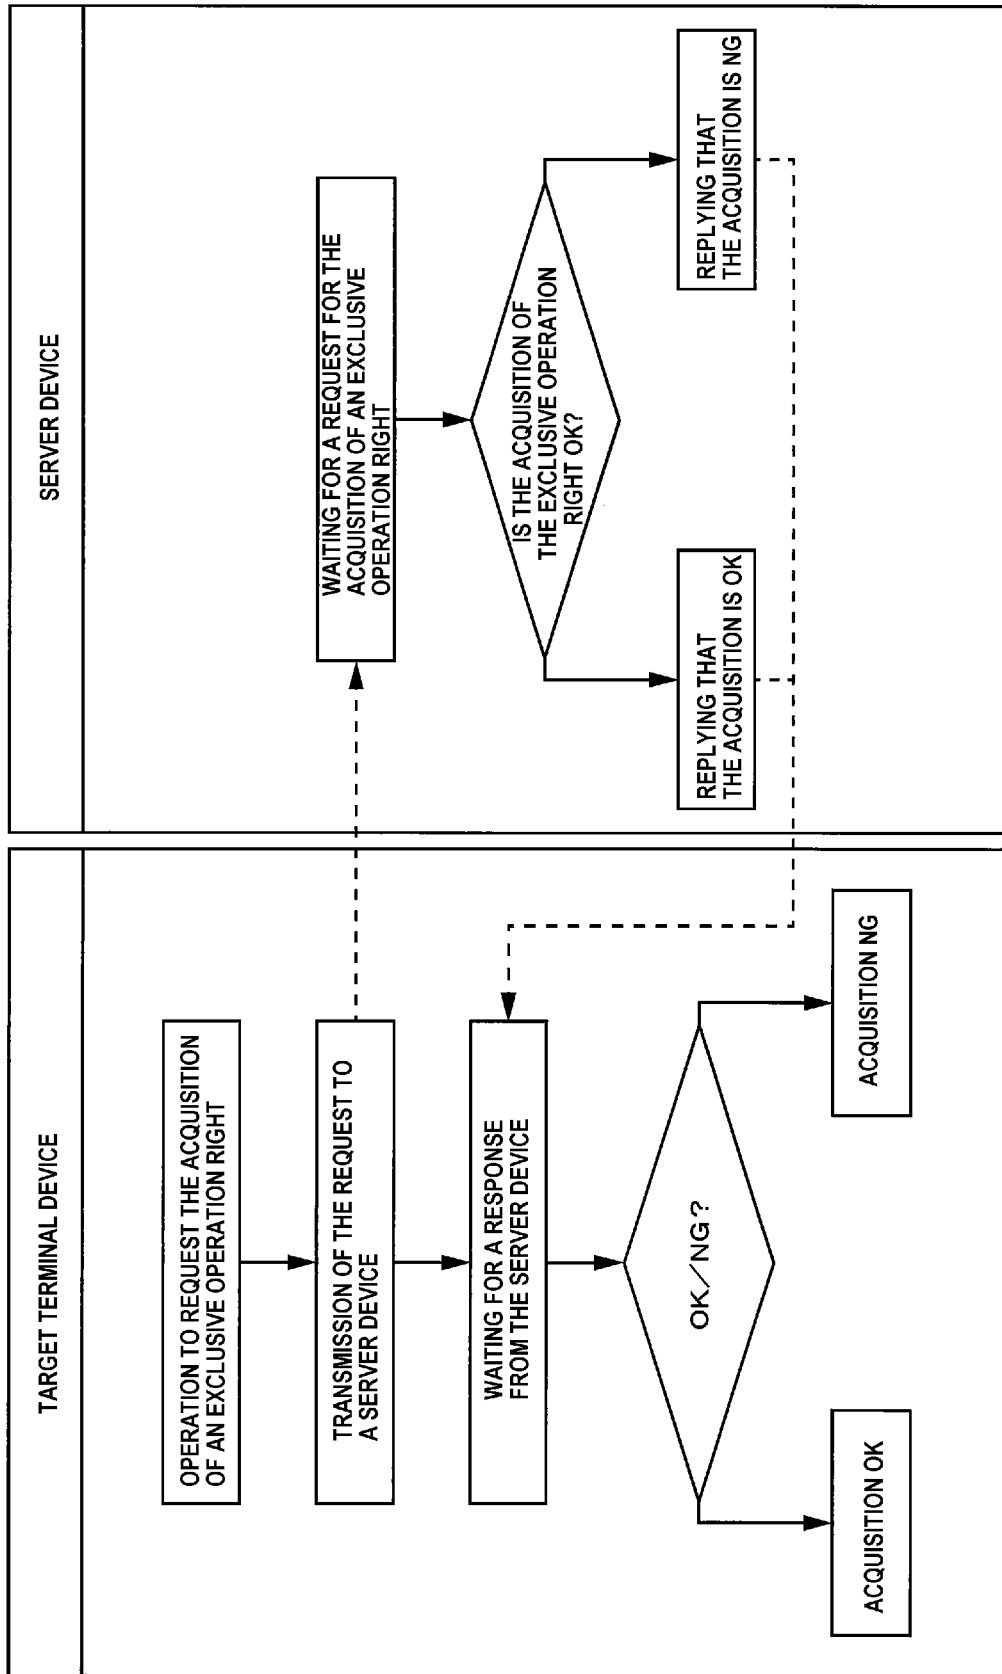 TARGET TERMINAL DEVICE
OPERATION TO REQUEST THE ACQUISITION
OF AN EXCLUSIVE OPERATION RIGHT
TRANSMISSION OF THE REQUEST TO
A SERVER DEVICE
WAITING FOR A RESPONSE
FROM THE SERVER DEVICE
OK/NG?
ACQUISITION OK
ACQUISITION NG
SERVER DEVICE
WAITING FOR A REQUEST FOR THE
ACQUISITION OF AN EXCLUSIVE
OPERATION RIGHT
IS THE ACQUISITION OF
THE EXCLUSIVE OPERATION
RIGHT OK?
REPLYING THAT
THE ACQUISITION IS OK
REPLYING THAT
THE ACQUISITION IS NG